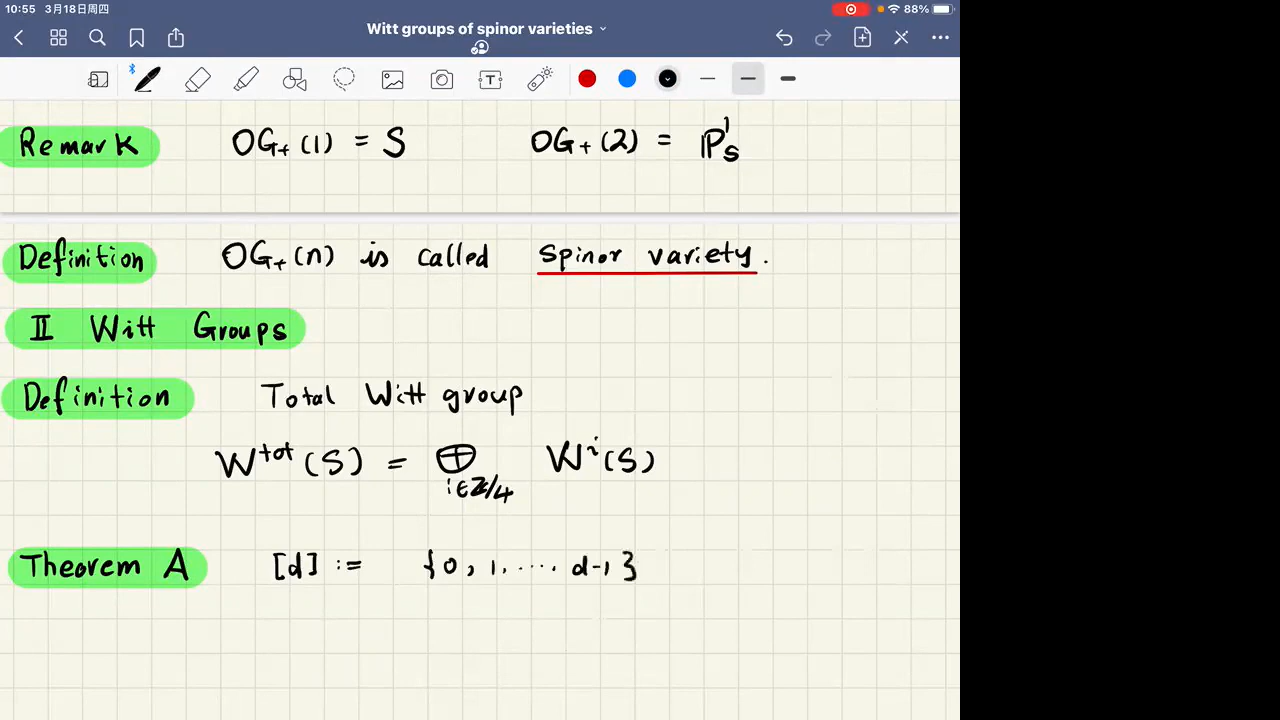 10:55 3月18日周四 88%
Witt groups of spinor varieties
T
Remark OG₊(1) = S OG₊(2) = ℙ¹_S
Definition OG₊(n) is called Spinor variety.
II Witt Groups
Definition Total Witt group
W^tot(S) = ⊕_{i∈ℤ/4} W^i(S)
Theorem A [d] := {0, 1, .... d-1}